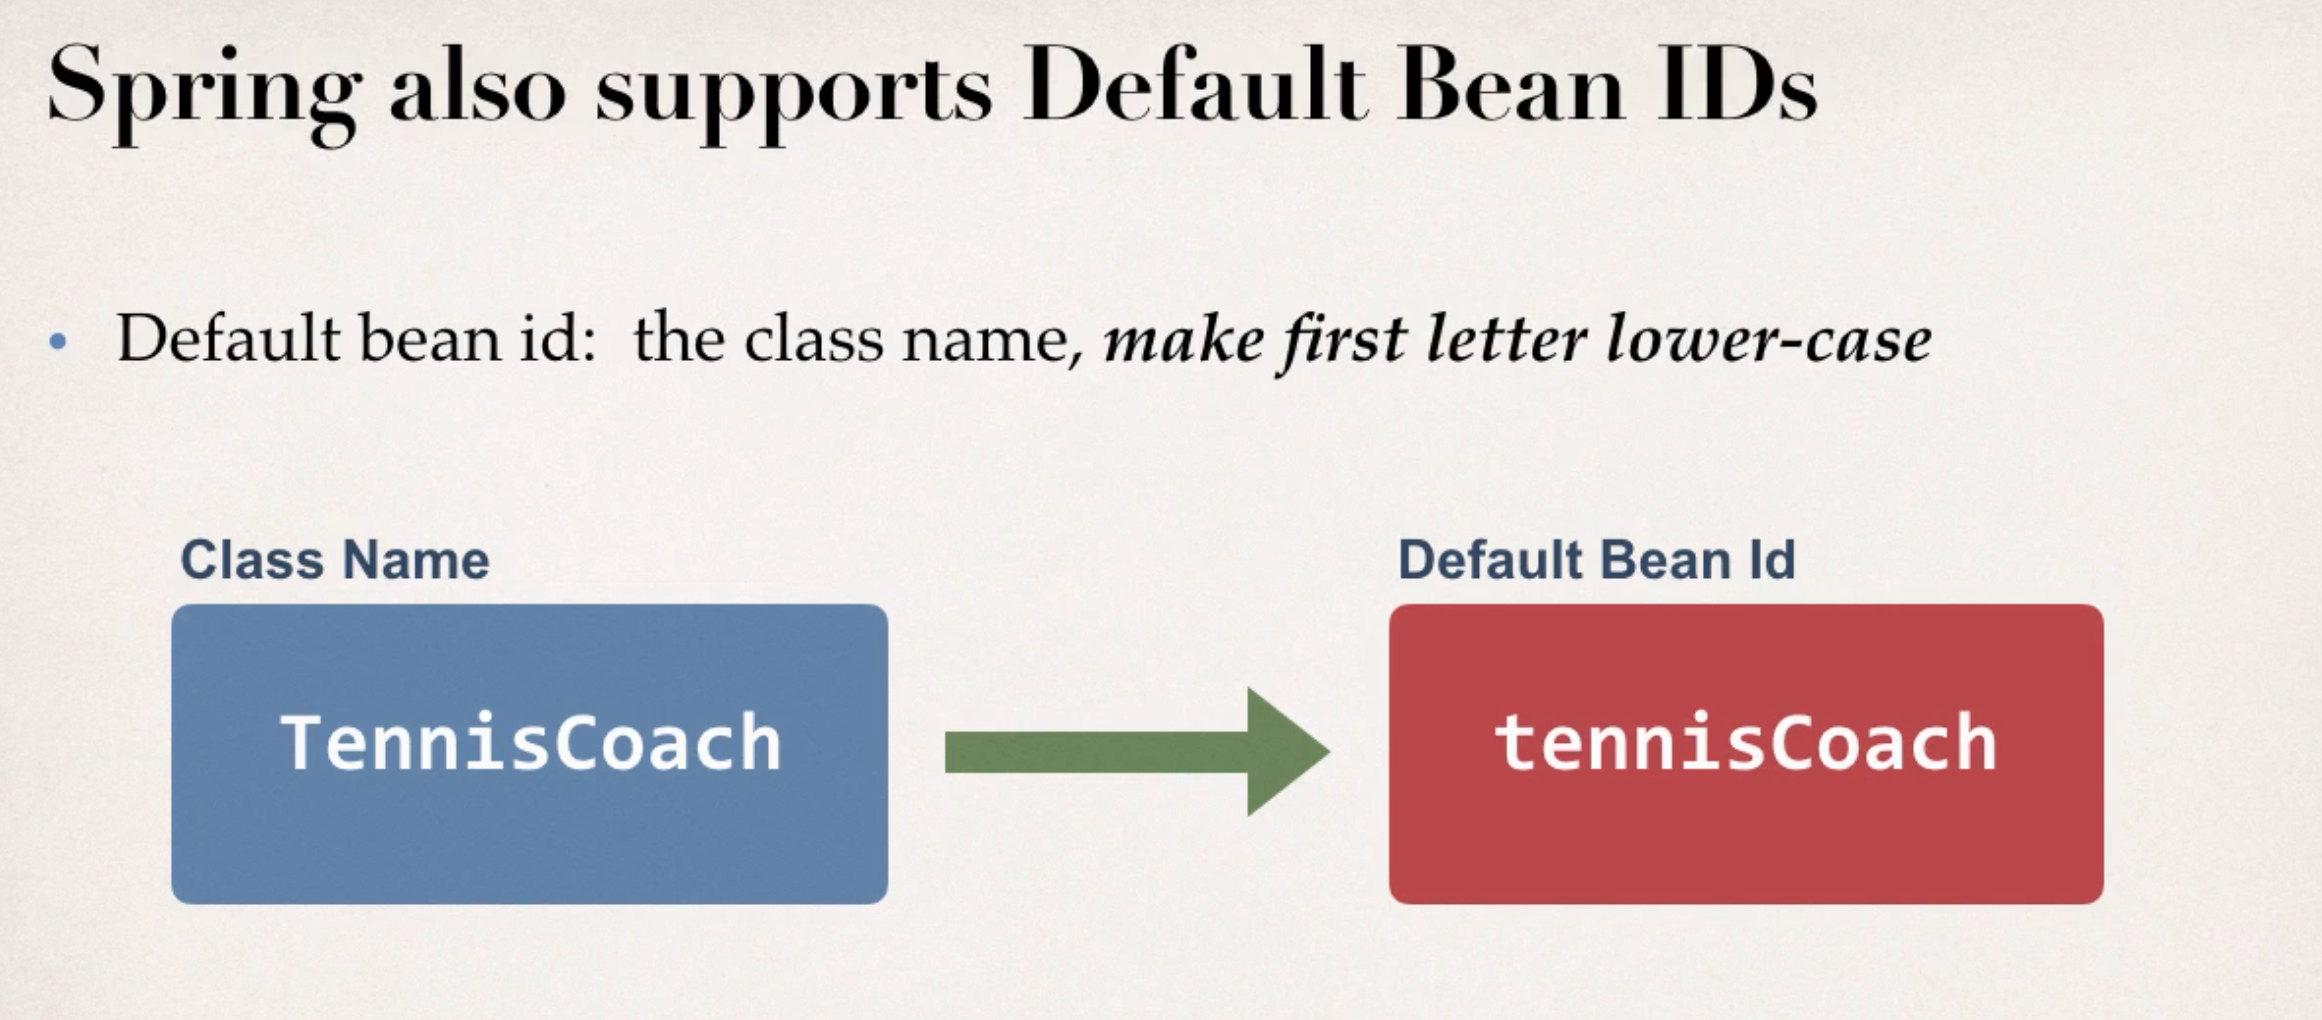 Spring also supports Default Bean IDs
• Default bean id: the class name, make first letter lower-case
Class Name
Default Bean Id
TennisCoach
tennisCoach